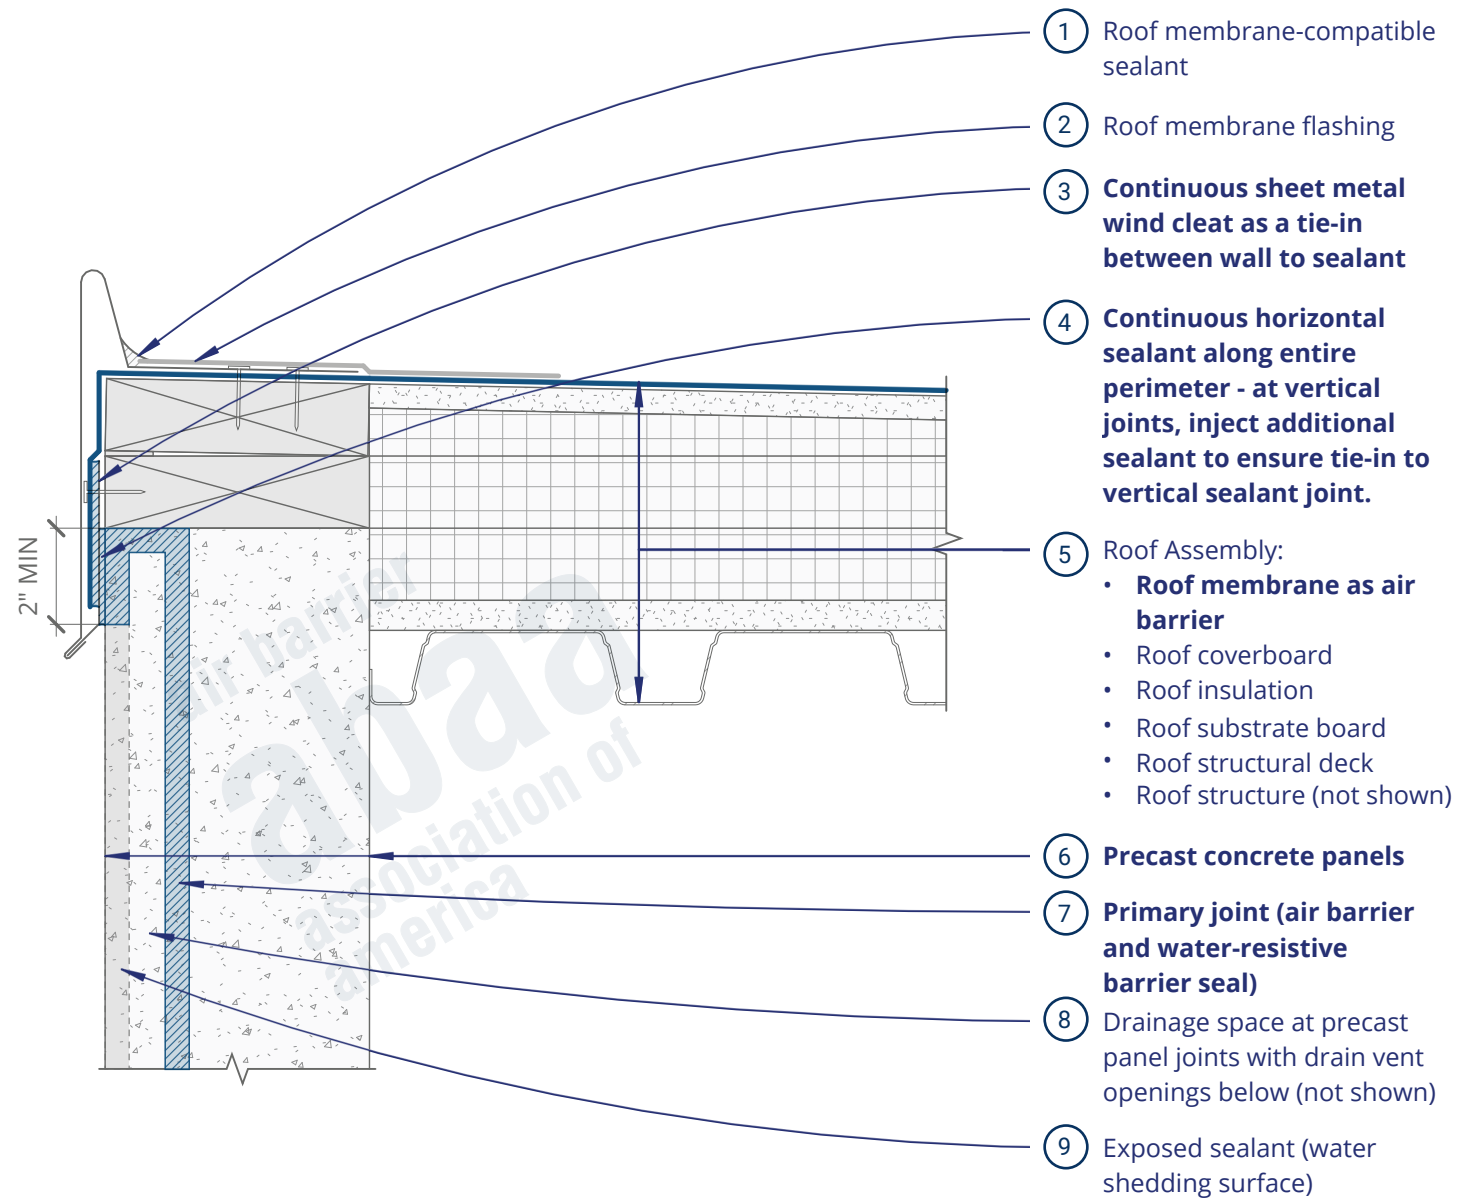 1 Roof membrane-compatible
sealant
2 Roof membrane flashing
3 Continuous sheet metal
wind cleat as a tie-in
between wall to sealant
4 Continuous horizontal
sealant along entire
perimeter - at vertical
joints, inject additional
sealant to ensure tie-in to
vertical sealant joint.
5 Roof Assembly:
• Roof membrane as air
barrier
• Roof coverboard
• Roof insulation
• Roof substrate board
• Roof structural deck
• Roof structure (not shown)
6 Precast concrete panels
7 Primary joint (air barrier
and water-resistive
barrier seal)
8 Drainage space at precast
panel joints with drain vent
openings below (not shown)
9 Exposed sealant (water
shedding surface)
2" MIN
air barrier
abaa
association of
america